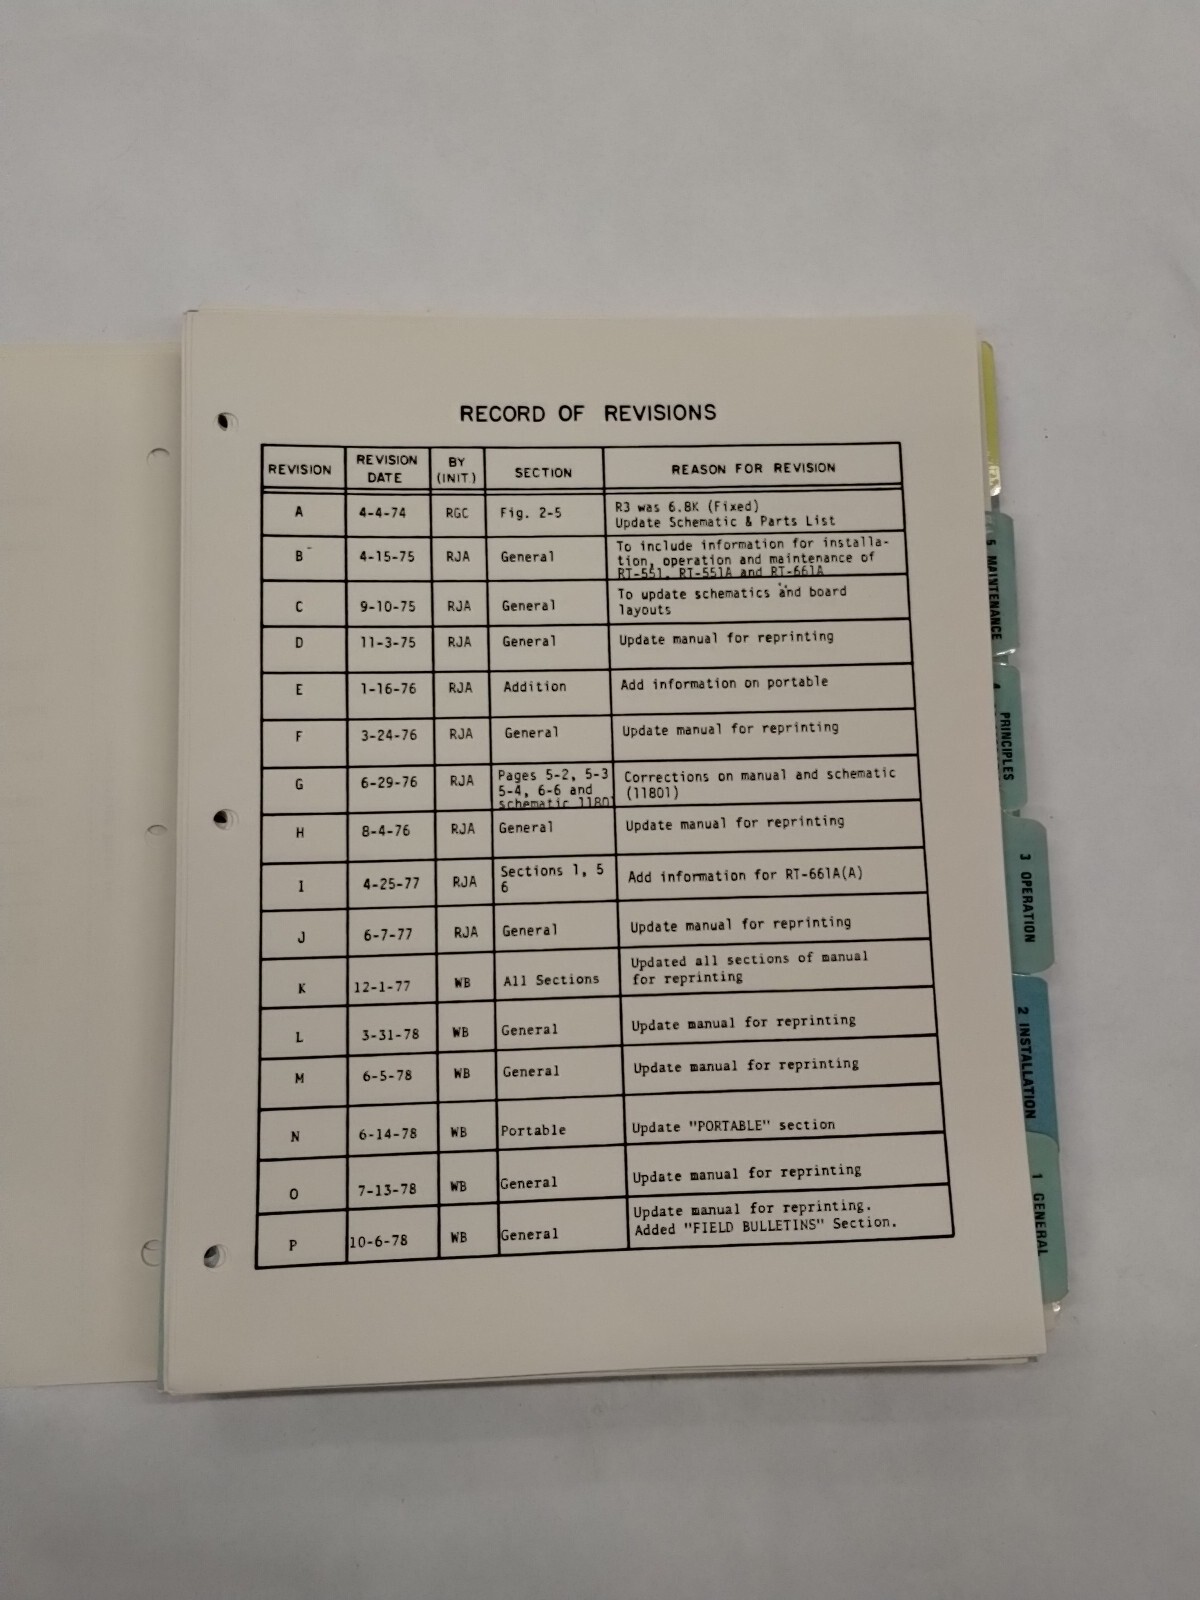 RECORD OF REVISIONS
REVISION
REVISION
DATE
BY
(INIT)
SECTION
REASON FOR REVISION
A
4-4-74
RGC
Fig. 2-5
R3 was 6.8K (Fixed)
Update Schematic & Parts List
B
4-15-75
RJA
General
To include information for installa-
tion, operation and maintenance of
RT-551, RT-551A and RT-661A
C
9-10-75
RJA
General
To update schematics and board
layouts
D
11-3-75
RJA
General
Update manual for reprinting
E
1-16-76
RJA
Addition
Add information on portable
F
3-24-76
RJA
General
Update manual for reprinting
G
6-29-76
RJA
Pages 5-2, 5-3
5-4, 6-6 and
schematic 11801
Corrections on manual and schematic
(11801)
H
8-4-76
RJA
General
Update manual for reprinting
I
4-25-77
RJA
Sections 1, 5
6
Add information for RT-661A(A)
J
6-7-77
RJA
General
Update manual for reprinting
K
12-1-77
WB
All Sections
Updated all sections of manual
for reprinting
L
3-31-78
WB
General
Update manual for reprinting
M
6-5-78
WB
General
Update manual for reprinting
N
6-14-78
WB
Portable
Update "PORTABLE" section
O
7-13-78
WB
General
Update manual for reprinting
P
10-6-78
WB
General
Update manual for reprinting.
Added "FIELD BULLETINS" Section.
5 MAINTENANCE
4 PRINCIPLES
3 OPERATION
2 INSTALLATION
1 GENERAL